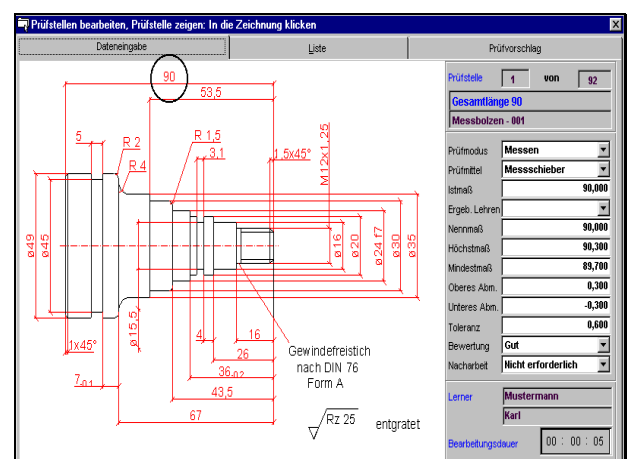 Prüfstellen bearbeiten, Prüfstelle zeigen: In die Zeichnung klicken
Dateneingabe
Liste
Prüfvorschlag
90
53,5
5
R 2
R 4
R 1,5
3,1
1,5x45°
M12x1,25
ø49
ø45
ø15,5
ø16
ø20
ø24 f7
ø30
ø35
1x45°
7-0.1
4
16
26
36-0.2
43,5
67
Gewindefreistich
nach DIN 76
Form A
Rz 25
entgratet
Prüfstelle 1 von 92
Gesamtlänge 90
Messbolzen - 001
Prüfmodus Messen
Prüfmittel Messschieber
Istmaß 90,000
Ergeb. Lehren
Nennmaß 90,000
Höchstmaß 90,300
Mindestmaß 89,700
Oberes Abm. 0,300
Unteres Abm. -0,300
Toleranz 0,600
Bewertung Gut
Nacharbeit Nicht erforderlich
Lerner Mustermann
Karl
Bearbeitungsdauer 00 : 00 : 05